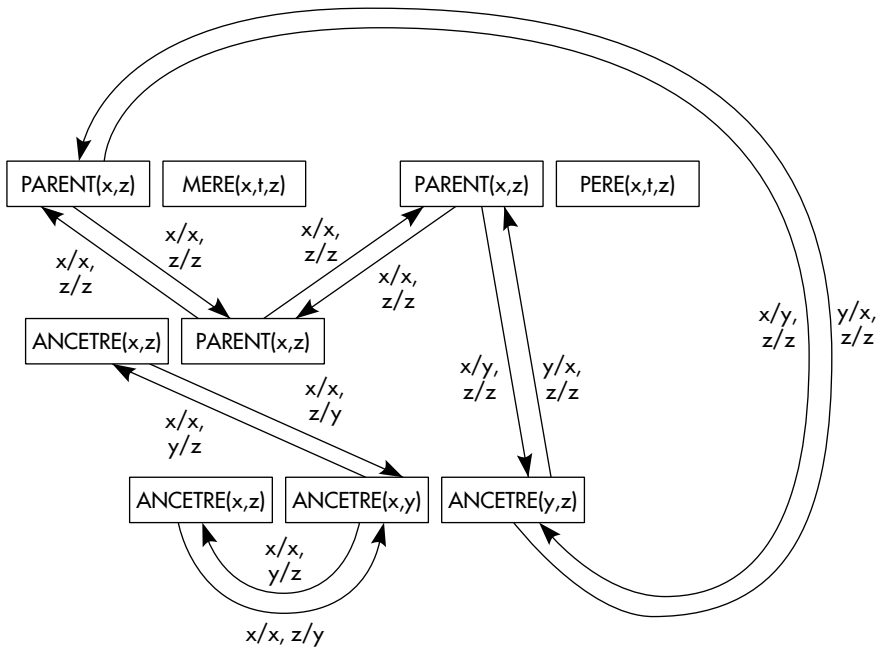 PARENT(x,z)
MERE(x,t,z)
PARENT(x,z)
PERE(x,t,z)
x/x,
z/z
x/x,
z/z
x/x,
z/z
x/x,
z/z
ANCETRE(x,z)
PARENT(x,z)
x/y,
z/z
y/x,
z/z
x/y,
z/z
y/x,
z/z
x/x,
z/y
x/x,
y/z
ANCETRE(x,z)
ANCETRE(x,y)
ANCETRE(y,z)
x/x,
y/z
x/x, z/y